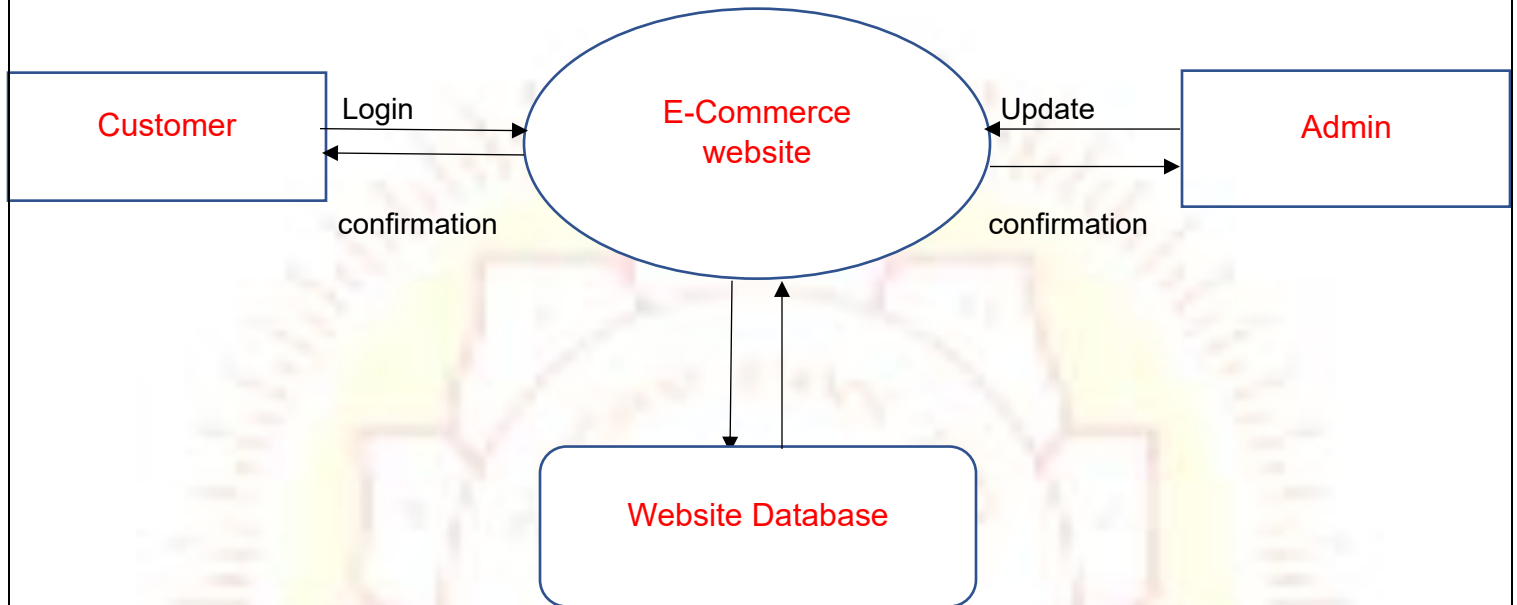 Customer
Login
confirmation
E-Commerce
website
Update
confirmation
Admin
Website Database